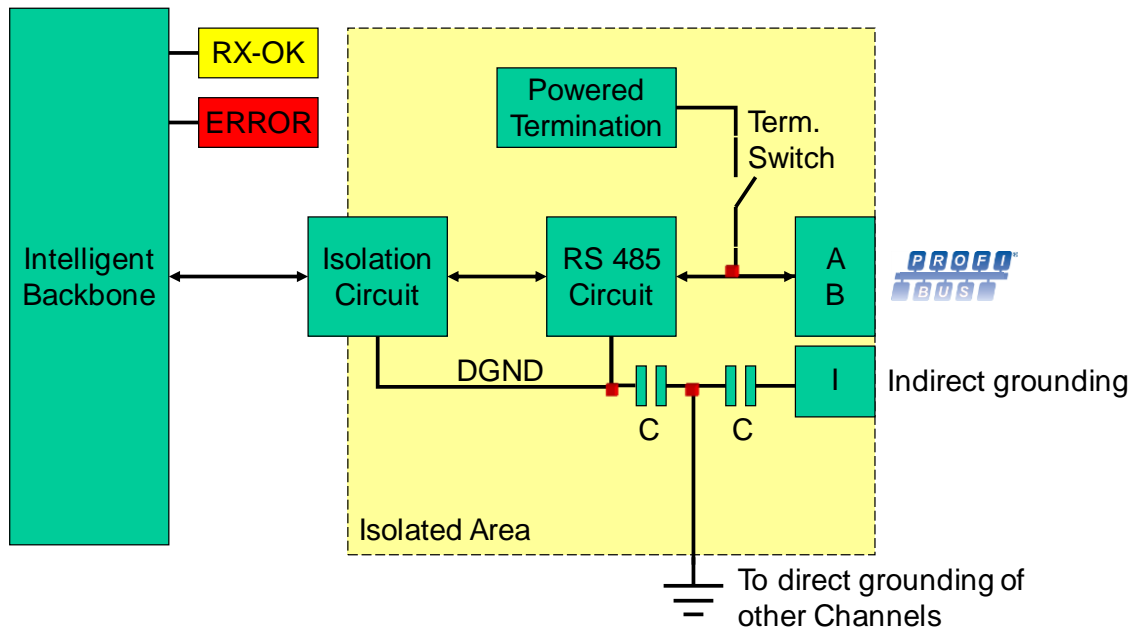 RX-OK
ERROR
Powered
Termination
Term.
Switch
Intelligent
Backbone
Isolation
Circuit
RS 485
Circuit
A
B
PROFI®
BUS
DGND
I
Indirect grounding
C
C
Isolated Area
To direct grounding of
other Channels